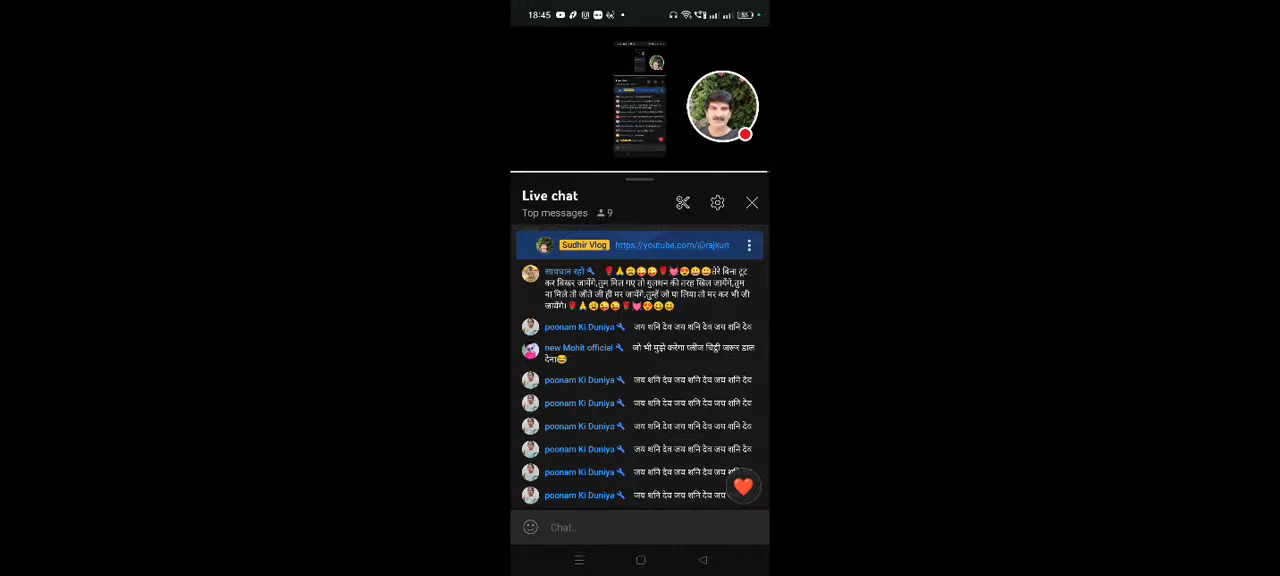 18:45
55
Live chat
Top messages 9
Sudhir Vlog https://youtube.com/@rajkum
सावधान रहो 🌹🙏😩😜😜🌹💓😍😀😀तेरे बिना टूट
कर बिखर जायेंगे,तुम मिल गए तो गुलशन की तरह खिल जायेंगे,तुम
ना मिले तो जीते जी ही मर जायेंगे,तुम्हें जो पा लिया तो मर कर भी जी
जायेंगे।🌹🙏😩😜😜🌹💓😍😀😀
poonam Ki Duniya जय शनि देव जय शनि देव जय शनि देव
new Mohit official जो भी मुझे करेगा प्लीज चिट्ठी जरूर डाल
देना😂
poonam Ki Duniya जय शनि देव जय शनि देव जय शनि देव
poonam Ki Duniya जय शनि देव जय शनि देव जय शनि देव
poonam Ki Duniya जय शनि देव जय शनि देव जय शनि देव
poonam Ki Duniya जय शनि देव जय शनि देव जय शनि देव
poonam Ki Duniya जय शनि देव जय शनि देव जय
poonam Ki Duniya जय शनि देव जय शनि देव जय
Chat..